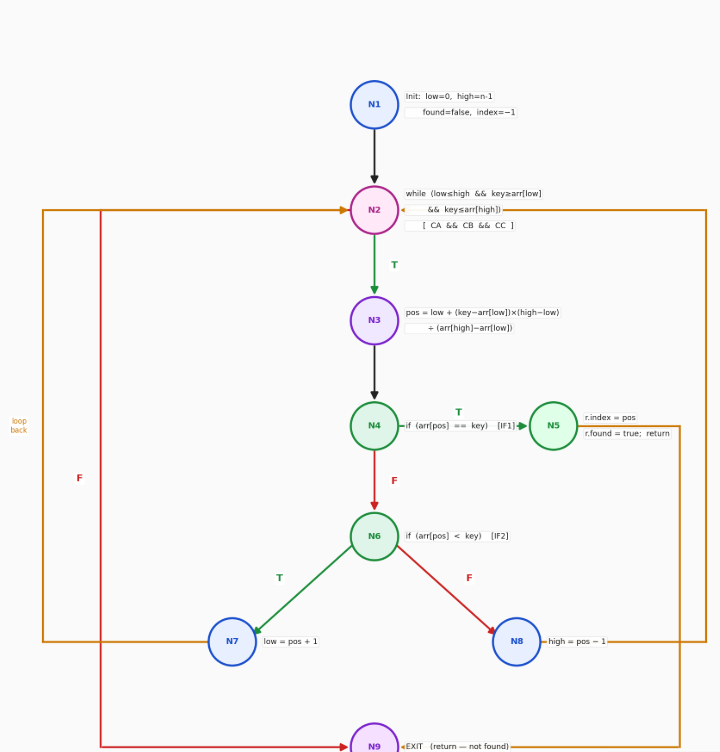 N1
Init: low=0, high=n-1
found=false, index=−1
N2
while (low≤high && key≥arr[low]
&& key≤arr[high])
[ CA && CB && CC ]
T
N3
pos = low + (key−arr[low])×(high−low)
÷ (arr[high]−arr[low])
N4
if (arr[pos] == key) [IF1]
T
N5
r.index = pos
r.found = true; return
loop
back
F
F
N6
if (arr[pos] < key) [IF2]
T
F
N7
low = pos + 1
N8
high = pos − 1
N9
EXIT (return — not found)